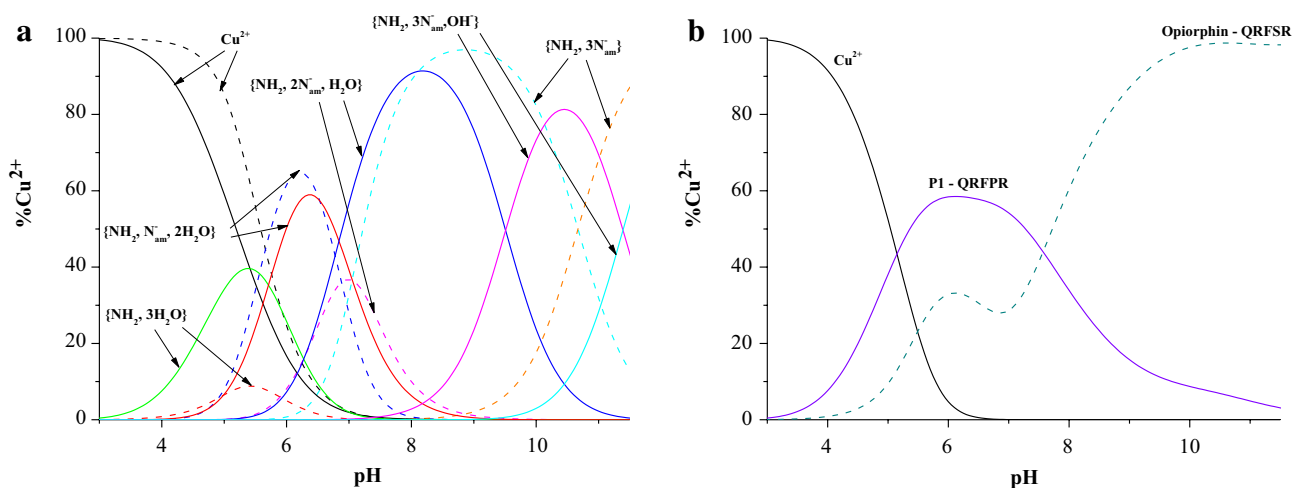 a
{NH₂, 3N⁻ₐₘ,OH⁻}
Cu²⁺
{NH₂, 3N⁻ₐₘ}
{NH₂, 2N⁻ₐₘ, H₂O}
{NH₂, N⁻ₐₘ, 2H₂O}
{NH₂, 3H₂O}
%Cu²⁺
100
80
60
40
20
0
4
6
8
10
pH
b
Opiorphin - QRFSR
Cu²⁺
P1 - QRFPR
%Cu²⁺
100
80
60
40
20
0
4
6
8
10
pH